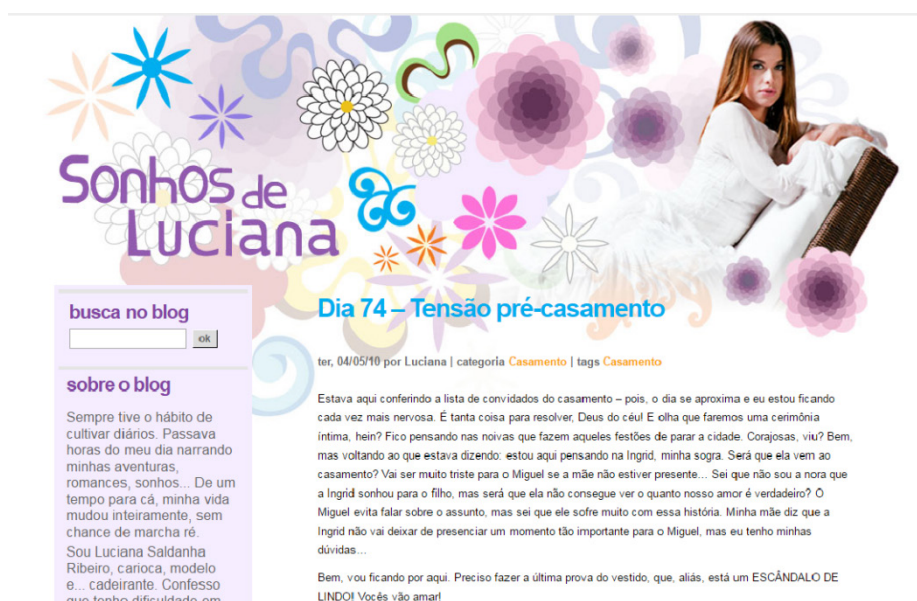 Sonhos de
Luciana
busca no blog
ok
sobre o blog
Sempre tive o hábito de
cultivar diários. Passava
horas do meu dia narrando
minhas aventuras,
romances, sonhos... De um
tempo para cá, minha vida
mudou inteiramente, sem
chance de marcha ré.
Sou Luciana Saldanha
Ribeiro, carioca, modelo
e... cadeirante. Confesso
que tenho dificuldade em
Dia 74 – Tensão pré-casamento
ter, 04/05/10 por Luciana | categoria Casamento | tags Casamento
Estava aqui conferindo a lista de convidados do casamento – pois, o dia se aproxima e eu estou ficando
cada vez mais nervosa. É tanta coisa para resolver, Deus do céu! E olha que faremos uma cerimônia
íntima, hein? Fico pensando nas noivas que fazem aqueles festões de parar a cidade. Corajosas, viu? Bem,
mas voltando ao que estava dizendo: estou aqui pensando na Ingrid, minha sogra. Será que ela vem ao
casamento? Vai ser muito triste para o Miguel se a mãe não estiver presente... Sei que não sou a nora que
a Ingrid sonhou para o filho, mas será que ela não consegue ver o quanto nosso amor é verdadeiro? O
Miguel evita falar sobre o assunto, mas sei que ele sofre muito com essa história. Minha mãe diz que a
Ingrid não vai deixar de presenciar um momento tão importante para o Miguel, mas eu tenho minhas
dúvidas...
Bem, vou ficando por aqui. Preciso fazer a última prova do vestido, que, aliás, está um ESCÂNDALO DE
LINDO! Vocês vão amar!